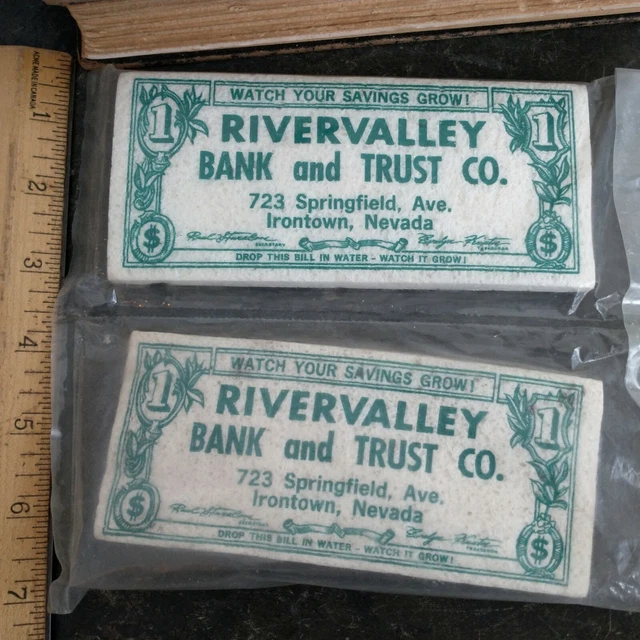 1
2
3
4
5
6
7
WATCH YOUR SAVINGS GROW!
1 1
RIVERVALLEY
BANK and TRUST CO.
723 Springfield, Ave.
Irontown, Nevada
$ $
SECRETARY
DROP THIS BILL IN WATER - WATCH IT GROW!
WATCH YOUR SAVINGS GROW!
1 1
RIVERVALLEY
BANK and TRUST CO.
723 Springfield, Ave.
Irontown, Nevada
$ $
DROP THIS BILL IN WATER - WATCH IT GROW!